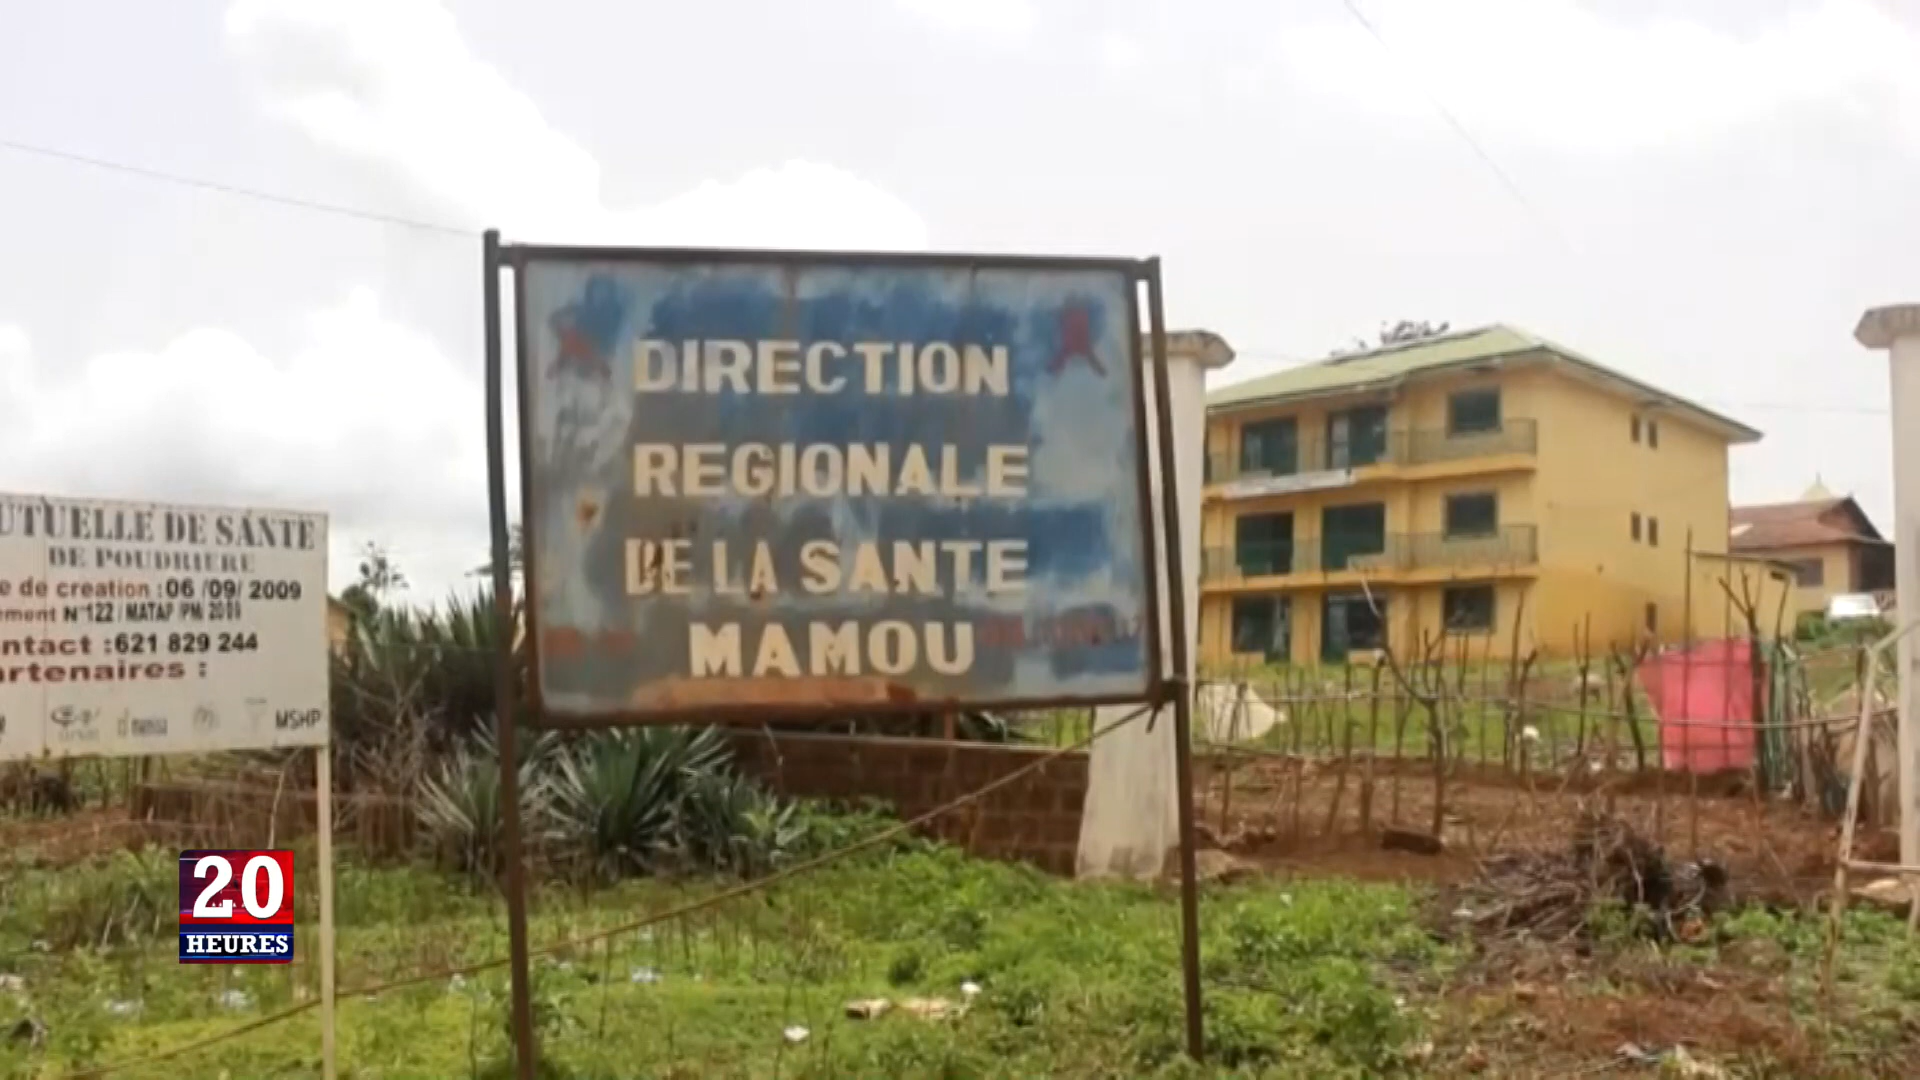 DIRECTION
REGIONALE
DE LA SANTE
MAMOU
UTUELLE DE SANTE
DE POUDRIERE
e de creation : 06 /09/ 2009
ement N°122 / MATAP /PM/ 2009
ntact : 621 829 244
artenaires :
MSHP
20
HEURES